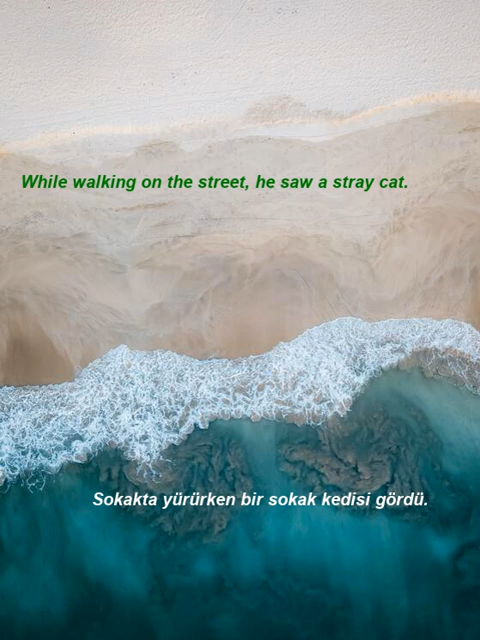 While walking on the street, he saw a stray cat.
Sokakta yürürken bir sokak kedisi gördü.